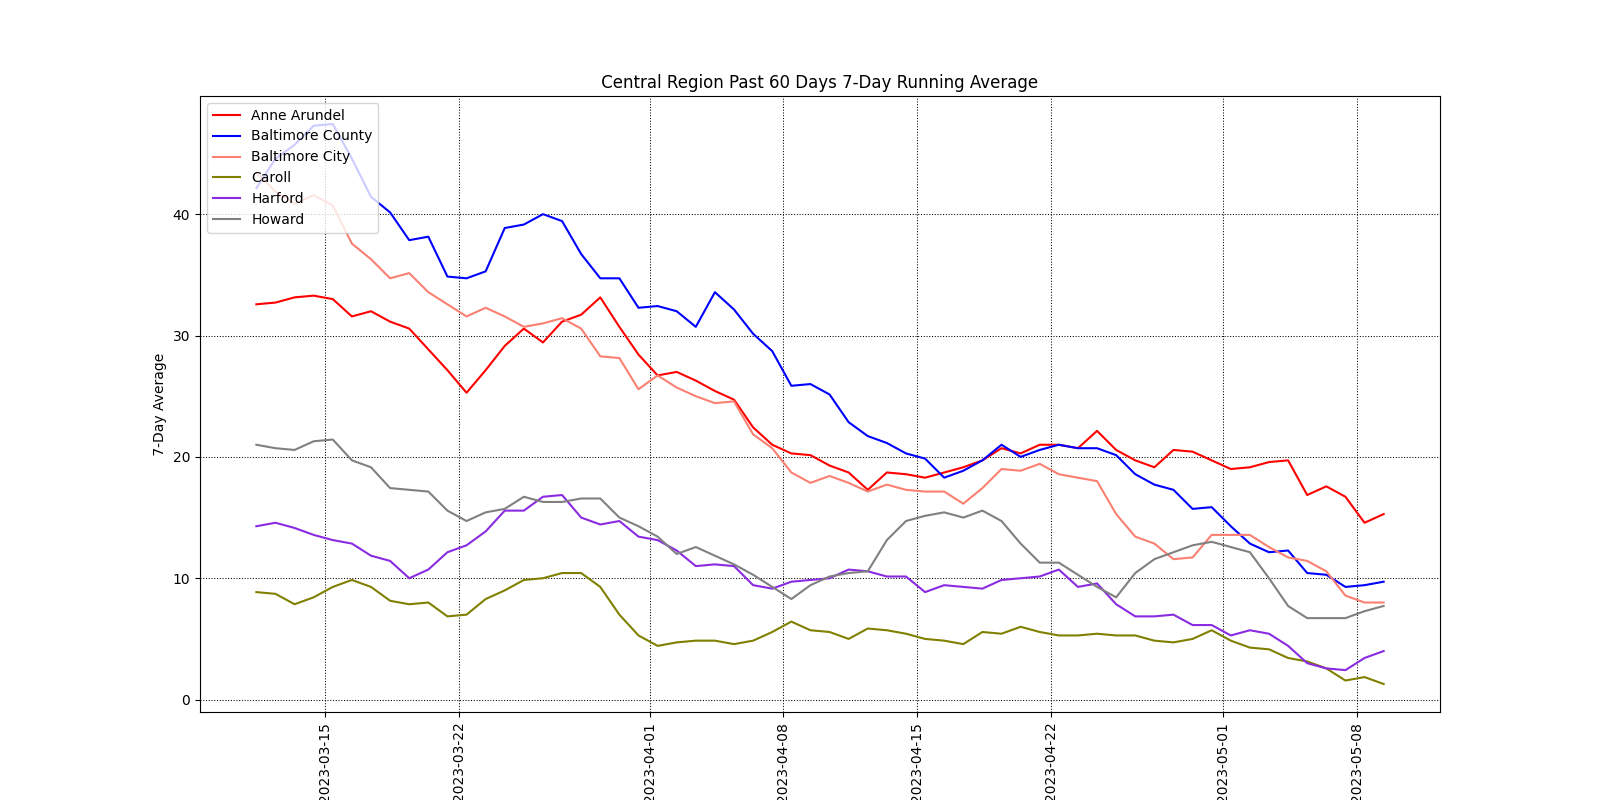 Central Region Past 60 Days 7-Day Running Average
Anne Arundel
Baltimore County
Baltimore City
Caroll
Harford
Howard
7-Day Average
40
30
20
10
0
2023-03-15
2023-03-22
2023-04-01
2023-04-08
2023-04-15
2023-04-22
2023-05-01
2023-05-08